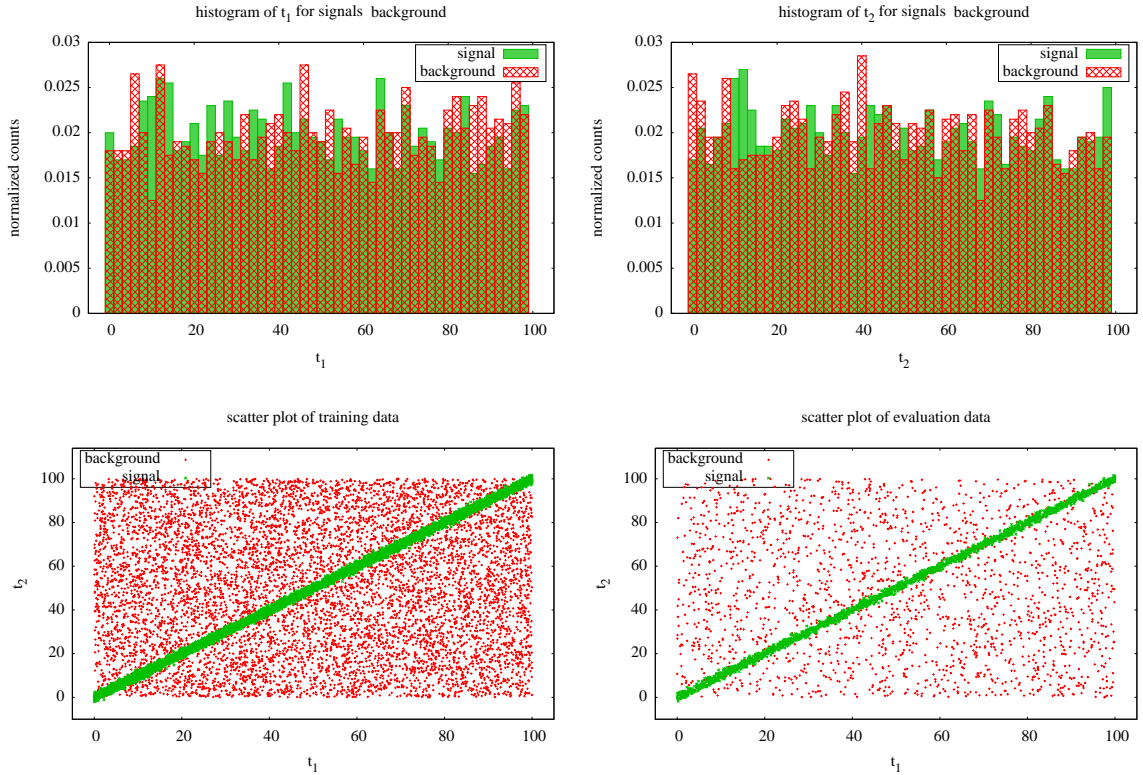 histogram of t1 for signals background
signal
background
0.03
0.025
0.02
0.015
0.01
0.005
0
normalized counts
0 20 40 60 80 100
t1
histogram of t2 for signals background
signal
background
0.03
0.025
0.02
0.015
0.01
0.005
0
normalized counts
0 20 40 60 80 100
t2
scatter plot of training data
background
signal
100
80
60
40
20
0
t2
0 20 40 60 80 100
t1
scatter plot of evaluation data
background
signal
100
80
60
40
20
0
t2
0 20 40 60 80 100
t1